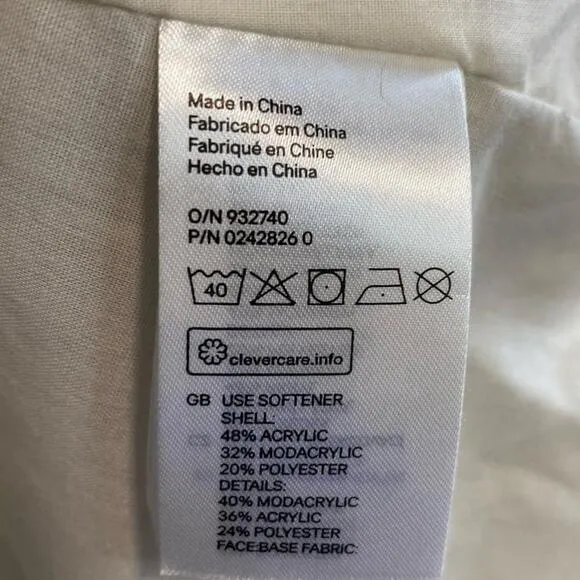 Made in China
Fabricado em China
Fabriqué en Chine
Hecho en China
O/N 932740
P/N 0242826 0
40
clevercare.info
GB USE SOFTENER
SHELL:
48% ACRYLIC
32% MODACRYLIC
20% POLYESTER
DETAILS:
40% MODACRYLIC
36% ACRYLIC
24% POLYESTER
FACE:BASE FABRIC: